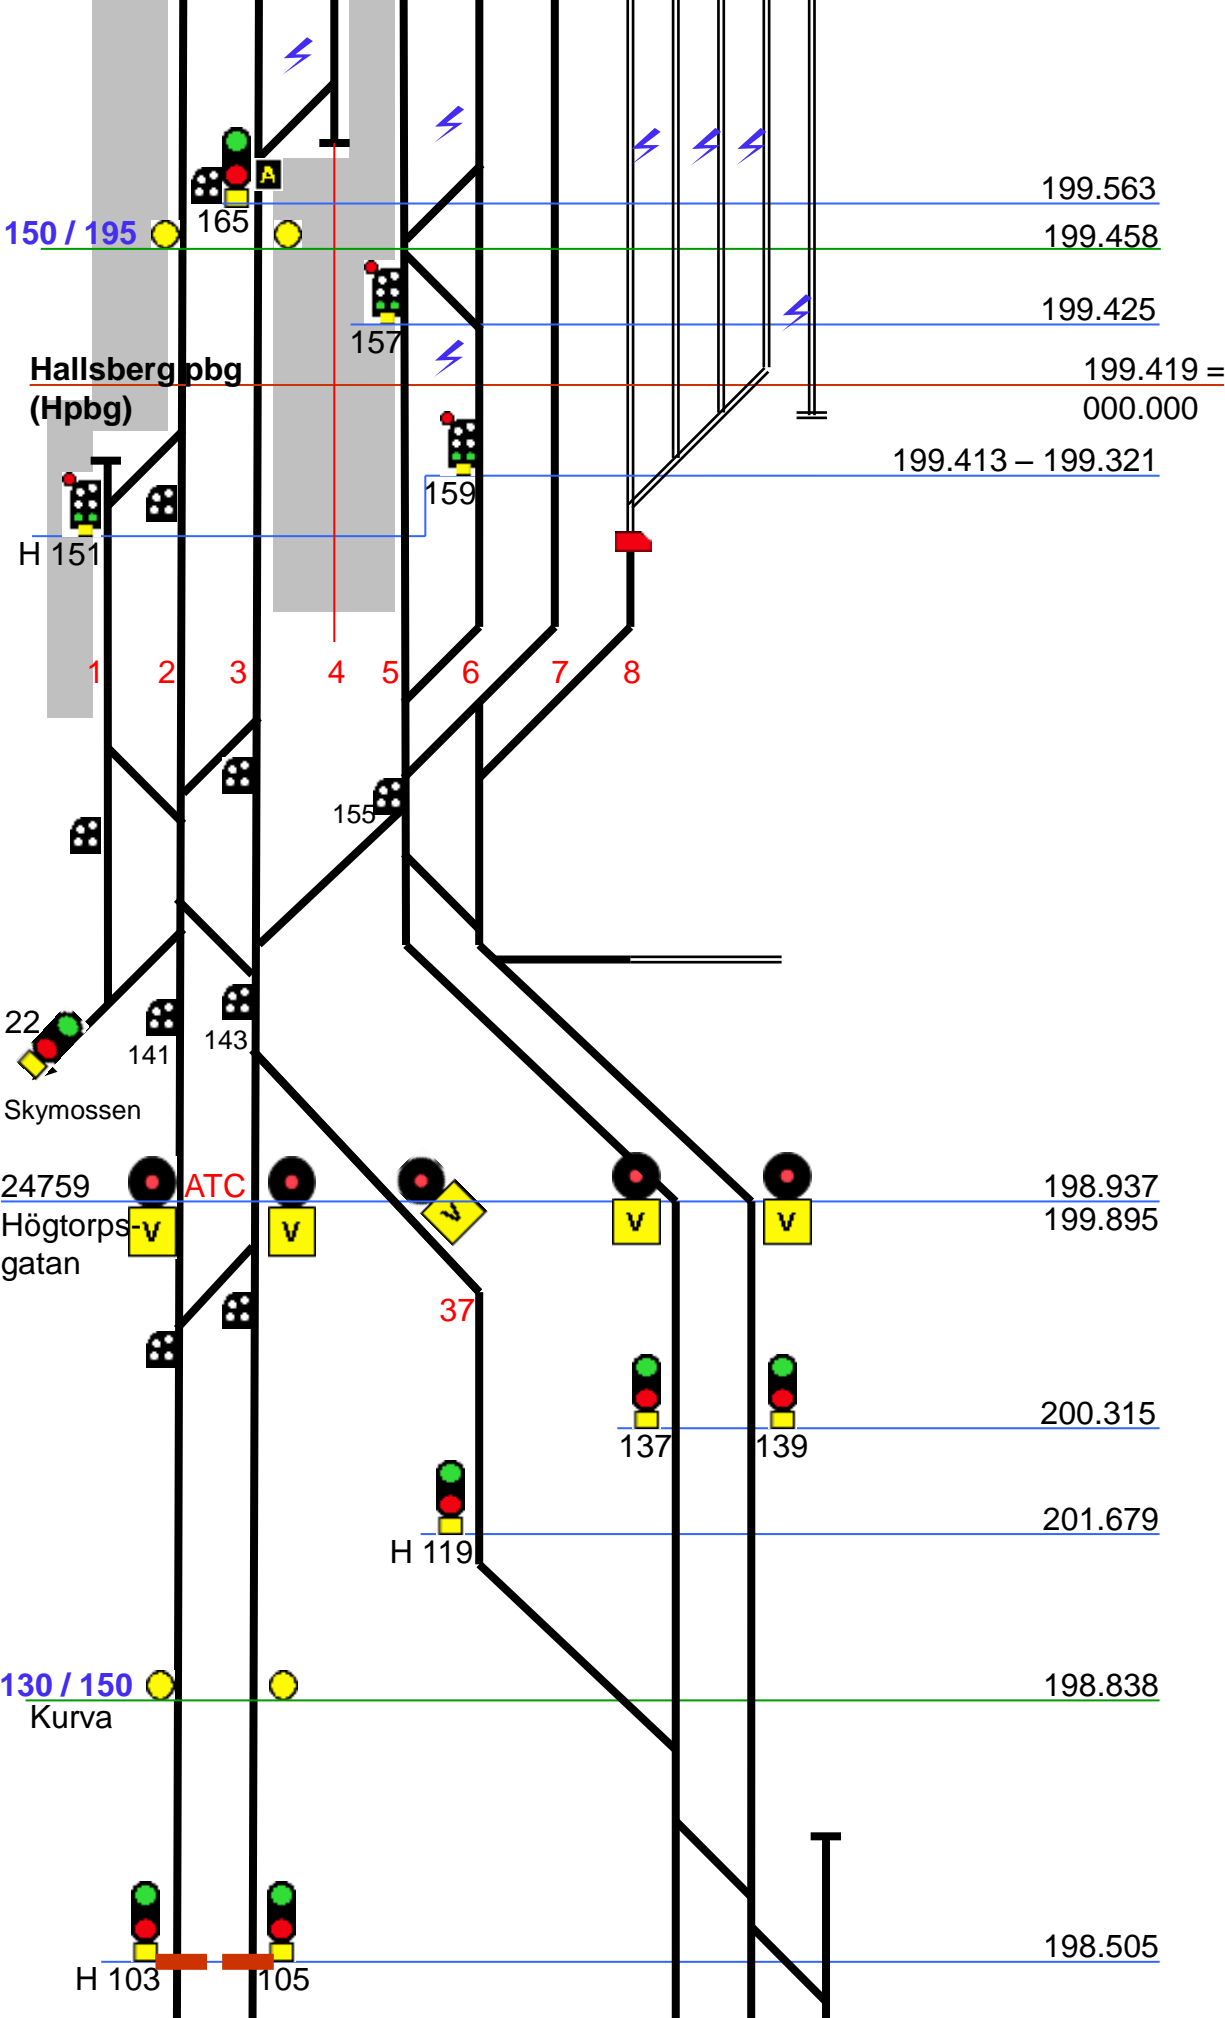 A
199.563
165
150 / 195
199.458
199.425
157
Hallsberg pbg
199.419 =
(Hpbg)
000.000
199.413 – 199.321
159
H 151
1 2 3 4 5 6 7 8
155
22
143
141
Skymossen
24759
ATC
198.937
V V V V V
Högtorps-
199.895
gatan
37
200.315
137
139
201.679
H 119
130 / 150
198.838
Kurva
198.505
H 103
105